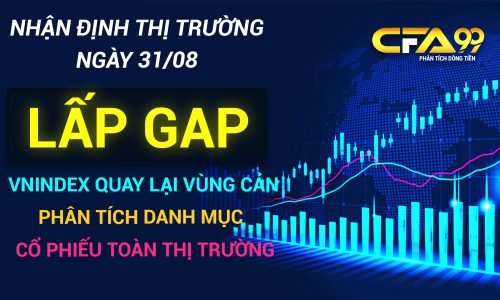 NHẬN ĐỊNH THỊ TRƯỜNG
NGÀY 31/08
CFA99
PHÂN TÍCH DÒNG TIỀN
LẤP GAP
VNINDEX QUAY LẠI VÙNG CẢN
PHÂN TÍCH DANH MỤC
CỔ PHIẾU TOÀN THỊ TRƯỜNG